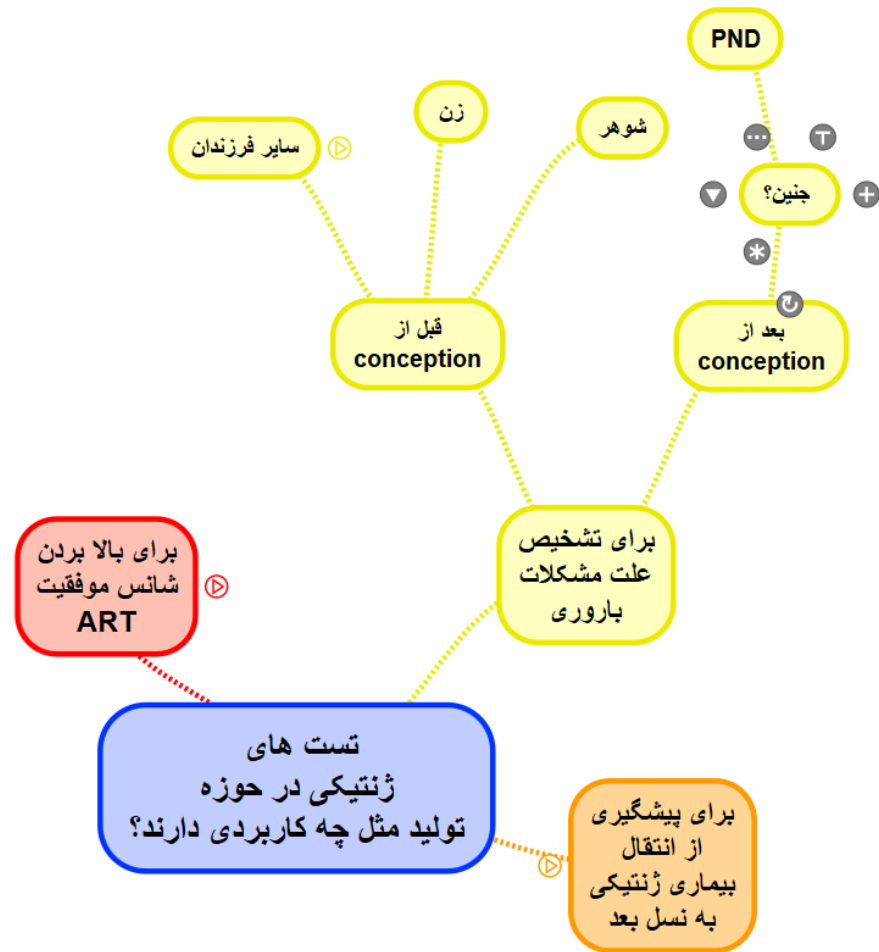 PND
زن
شوهر
سایر فرزندان
جنین؟
قبل از
conception
بعد از
conception
برای تشخیص
علت مشکلات
باروری
برای بالا بردن
شانس موفقیت
ART
تست های
ژنتیکی در حوزه
تولید مثل چه کاربردی دارند؟
برای پیشگیری
از انتقال
بیماری ژنتیکی
به نسل بعد